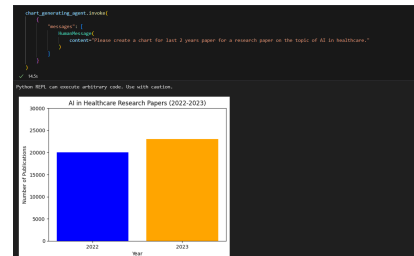 chart_generating_agent.invoke(
{
"messages": [
HumanMessage(
content="Please create a chart for last 2 years paper for a research paper on the topic of AI in healthcare."
)
]
}
)
Python REPL can execute arbitrary code. Use with caution.
AI in Healthcare Research Papers (2022-2023)
30000
25000
20000
15000
10000
5000
0
Number of Publications
2022 2023
Year